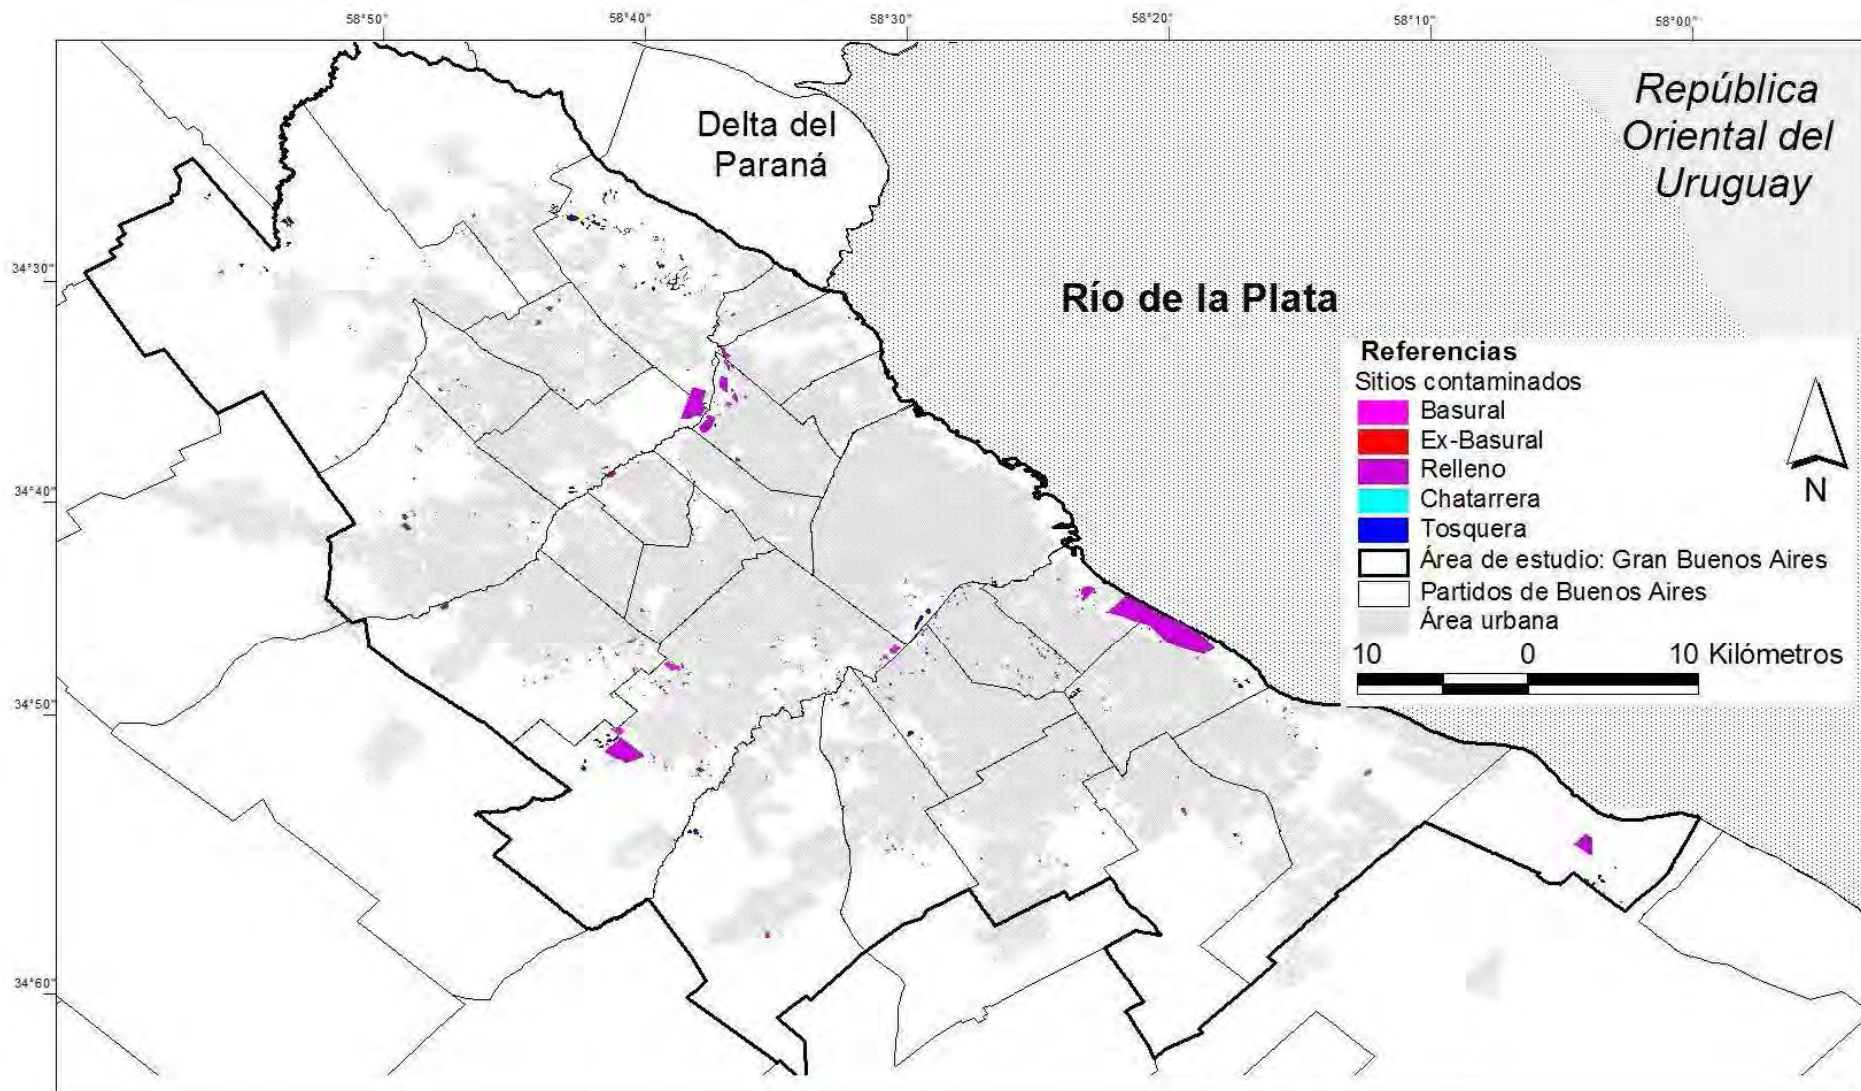 58°50"
58°40"
58°30"
58°20"
58°10"
58°00"
República
Oriental del
Uruguay
Delta del
Paraná
34°30"
Río de la Plata
Referencias
Sitios contaminados
Basural
Ex-Basural
Relleno
Chatarrera
Tosquera
Área de estudio: Gran Buenos Aires
Partidos de Buenos Aires
Área urbana
10 0 10 Kilómetros
N
34°40"
34°50"
34°60"